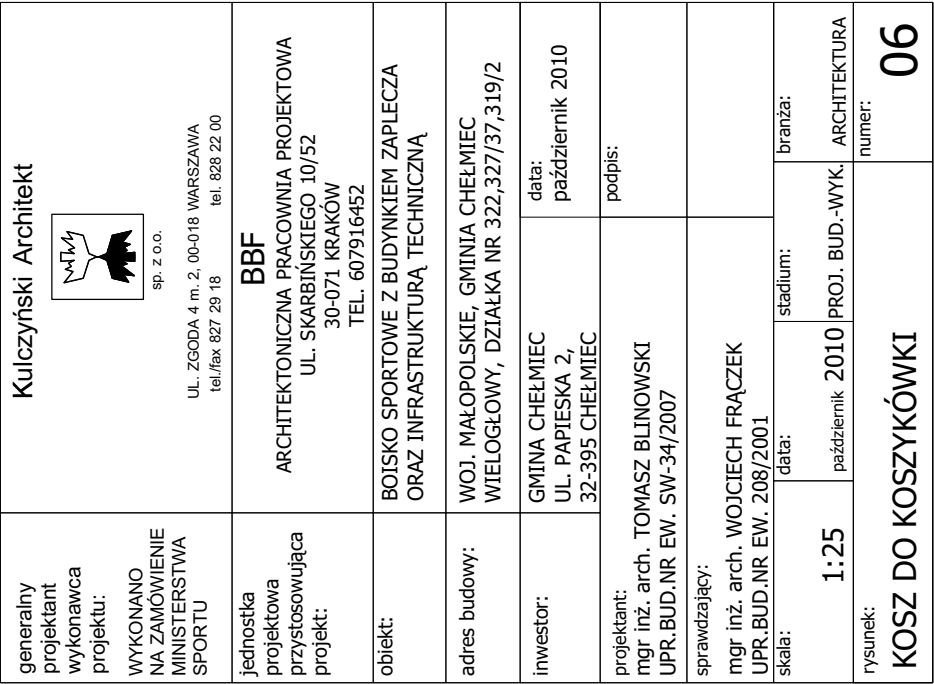 generalny
projektant
wykonawca
projektu:
WYKONANO
NA ZAMÓWIENIE
MINISTERSTWA
SPORTU
Kulczyński Architekt
sp. z o.o.
UL. ZGODA 4 m. 2, 00-018 WARSZAWA
tel./fax 827 29 18 tel. 828 22 00
jednostka
projektowa
przystosowująca
projekt:
BBF
ARCHITEKTONICZNA PRACOWNIA PROJEKTOWA
UL. SKARBIŃSKIEGO 10/52
30-071 KRAKÓW
TEL. 607916452
obiekt:
BOISKO SPORTOWE Z BUDYNKIEM ZAPLECZA
ORAZ INFRASTRUKTURĄ TECHNICZNĄ
adres budowy:
WOJ. MAŁOPOLSKIE, GMINIA CHEŁMIEC
WIELOGŁOWY, DZIAŁKA NR 322,327/37,319/2
inwestor:
GMINA CHEŁMIEC
UL. PAPIESKA 2,
32-395 CHEŁMIEC
data:
październik 2010
projektant:
mgr inż. arch. TOMASZ BLINOWSKI
UPR.BUD.NR EW. SW-34/2007
podpis:
sprawdzający:
mgr inż. arch. WOJCIECH FRĄCZEK
UPR.BUD.NR EW. 208/2001
skala:
1:25
data:
październik 2010
stadium:
PROJ. BUD.-WYK.
branża:
ARCHITEKTURA
rysunek:
KOSZ DO KOSZYKÓWKI
numer:
06